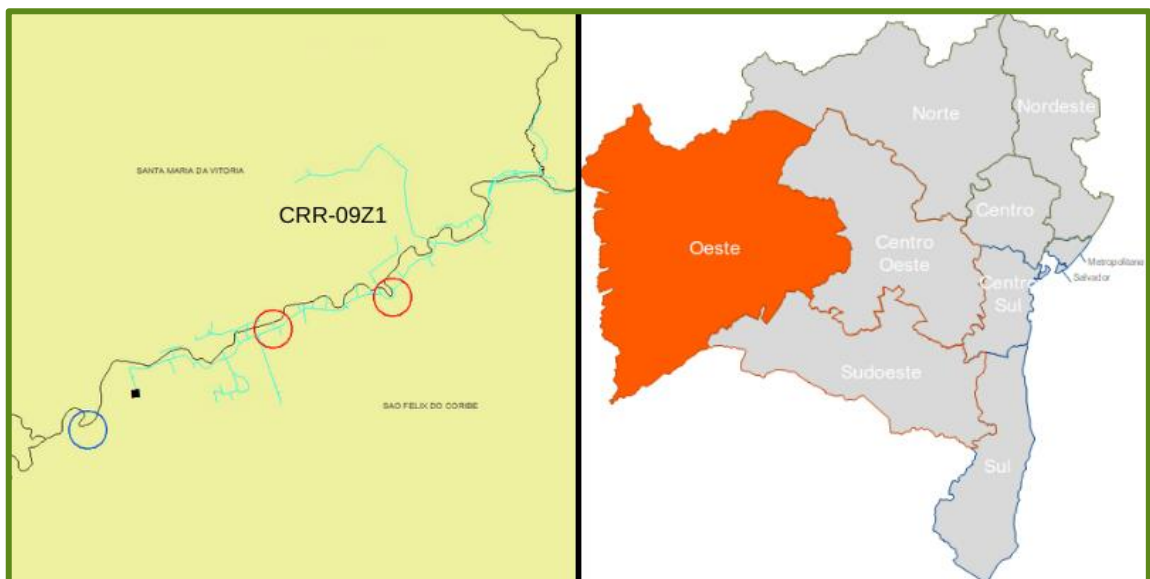 SANTA MARIA DA VITORIA
CRR-09Z1
SAO FELIX DO CORIBE
Norte
Nordeste
Centro
Oeste
Centro
Oeste
Metropolitana
Salvador
Centro
Sul
Sudoeste
Sul